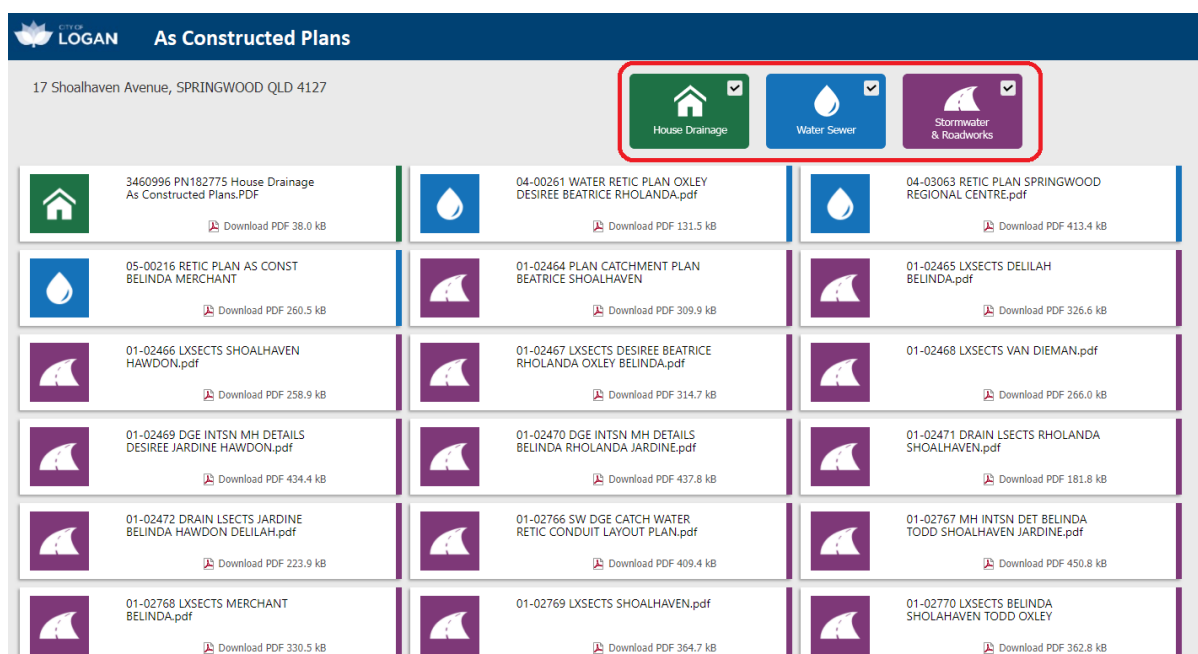 CITY OF
LOGAN
As Constructed Plans
17 Shoalhaven Avenue, SPRINGWOOD QLD 4127
House Drainage
Water Sewer
Stormwater
& Roadworks
3460996 PN182775 House Drainage
As Constructed Plans.PDF
Download PDF 38.0 kB
04-00261 WATER RETIC PLAN OXLEY
DESIREE BEATRICE RHOLANDA.pdf
Download PDF 131.5 kB
04-03063 RETIC PLAN SPRINGWOOD
REGIONAL CENTRE.pdf
Download PDF 413.4 kB
05-00216 RETIC PLAN AS CONST
BELINDA MERCHANT
Download PDF 260.5 kB
01-02464 PLAN CATCHMENT PLAN
BEATRICE SHOALHAVEN
Download PDF 309.9 kB
01-02465 LXSECTS DELILAH
BELINDA.pdf
Download PDF 326.6 kB
01-02466 LXSECTS SHOALHAVEN
HAWDON.pdf
Download PDF 258.9 kB
01-02467 LXSECTS DESIREE BEATRICE
RHOLANDA OXLEY BELINDA.pdf
Download PDF 314.7 kB
01-02468 LXSECTS VAN DIEMAN.pdf
Download PDF 266.0 kB
01-02469 DGE INTSN MH DETAILS
DESIREE JARDINE HAWDON.pdf
Download PDF 434.4 kB
01-02470 DGE INTSN MH DETAILS
BELINDA RHOLANDA JARDINE.pdf
Download PDF 437.8 kB
01-02471 DRAIN LSECTS RHOLANDA
SHOALHAVEN.pdf
Download PDF 181.8 kB
01-02472 DRAIN LSECTS JARDINE
BELINDA HAWDON DELILAH.pdf
Download PDF 223.9 kB
01-02766 SW DGE CATCH WATER
RETIC CONDUIT LAYOUT PLAN.pdf
Download PDF 409.4 kB
01-02767 MH INTSN DET BELINDA
TODD SHOALHAVEN JARDINE.pdf
Download PDF 450.8 kB
01-02768 LXSECTS MERCHANT
BELINDA.pdf
Download PDF 330.5 kB
01-02769 LXSECTS SHOALHAVEN.pdf
Download PDF 364.7 kB
01-02770 LXSECTS BELINDA
SHOLAHAVEN TODD OXLEY
Download PDF 362.8 kB